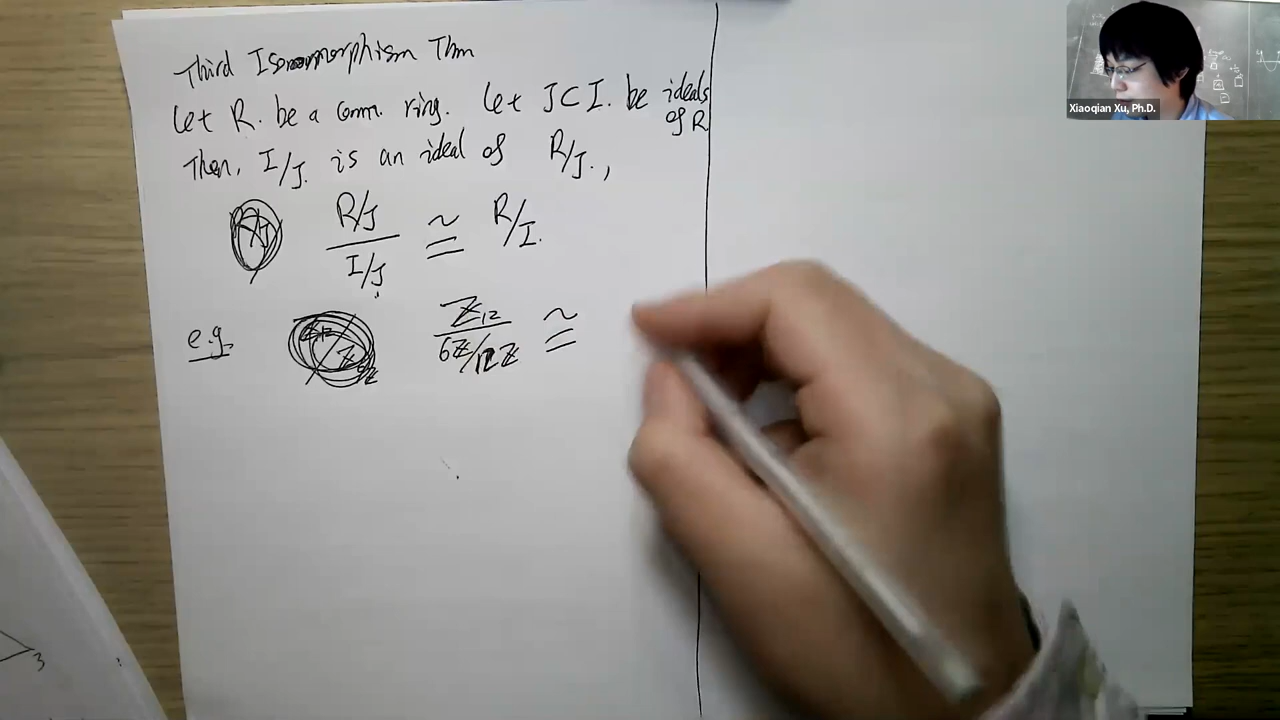 Third Isomorphism Thm
Let R. be a comm. ring. Let J⊂I. be ideals
of R
Then, I/J. is an ideal of R/J.,
R/J / I/J ≅ R/I.
e.g. Z12 / 6Z/12Z ≅
3
Xiaoqian Xu, Ph.D.